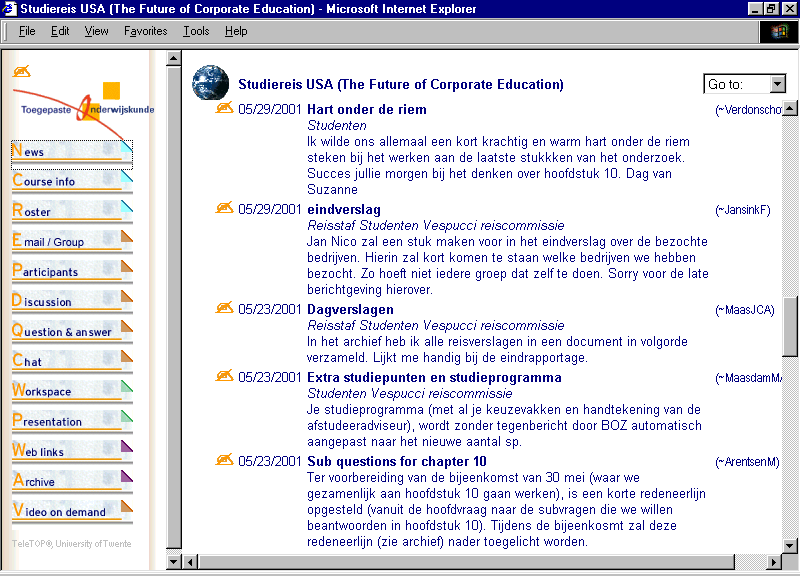 Studiereis USA (The Future of Corporate Education) - Microsoft Internet Explorer
File Edit View Favorites Tools Help
Toegepaste Onderwijskunde
News
Course info
Roster
Email / Group
Participants
Discussion
Question & answer
Chat
Workspace
Presentation
Web links
Archive
Video on demand
TeleTOP®, University of Twente
Studiereis USA (The Future of Corporate Education)
Go to:
05/29/2001 Hart onder de riem (~Verdonscho
Studenten
Ik wilde ons allemaal een kort krachtig en warm hart onder de riem
steken bij het werken aan de laatste stukkken van het onderzoek.
Succes jullie morgen bij het denken over hoofdstuk 10. Dag van
Suzanne
05/29/2001 eindverslag (~JansinkF)
Reisstaf Studenten Vespucci reiscommissie
Jan Nico zal een stuk maken voor in het eindverslag over de bezochte
bedrijven. Hierin zal kort komen te staan welke bedrijven we hebben
bezocht. Zo hoeft niet iedere groep dat zelf te doen. Sorry voor de late
berichtgeving hierover.
05/23/2001 Dagverslagen (~MaasJCA)
Reisstaf Studenten Vespucci reiscommissie
In het archief heb ik alle reisverslagen in een document in volgorde
verzameld. Lijkt me handig bij de eindrapportage.
05/23/2001 Extra studiepunten en studieprogramma (~MaasdamMA
Studenten Vespucci reiscommissie
Je studieprogramma (met al je keuzevakken en handtekening van de
afstudeeradviseur), wordt zonder tegenbericht door BOZ automatisch
aangepast naar het nieuwe aantal sp.
05/23/2001 Sub questions for chapter 10 (~ArentsenM)
Ter voorbereiding van de bijeenkomst van 30 mei (waar we
gezamenlijk aan hoofdstuk 10 gaan werken), is een korte redeneerlijn
opgesteld (vanuit de hoofdvraag naar de subvragen die we willen
beantwoorden in hoofdstuk 10). Tijdens de bijeenkosmt zal deze
redeneerlijn (zie archief) nader toegelicht worden.